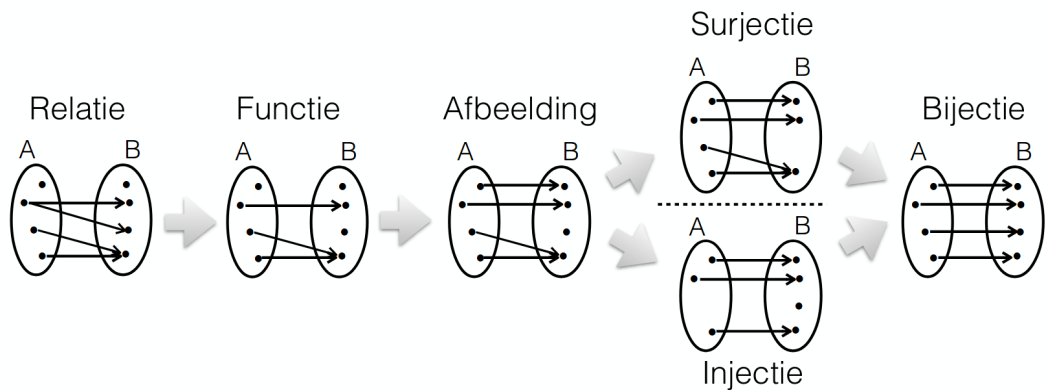 Relatie
A B
Functie
A B
Afbeelding
A B
Surjectie
A B
A B
Injectie
Bijectie
A B